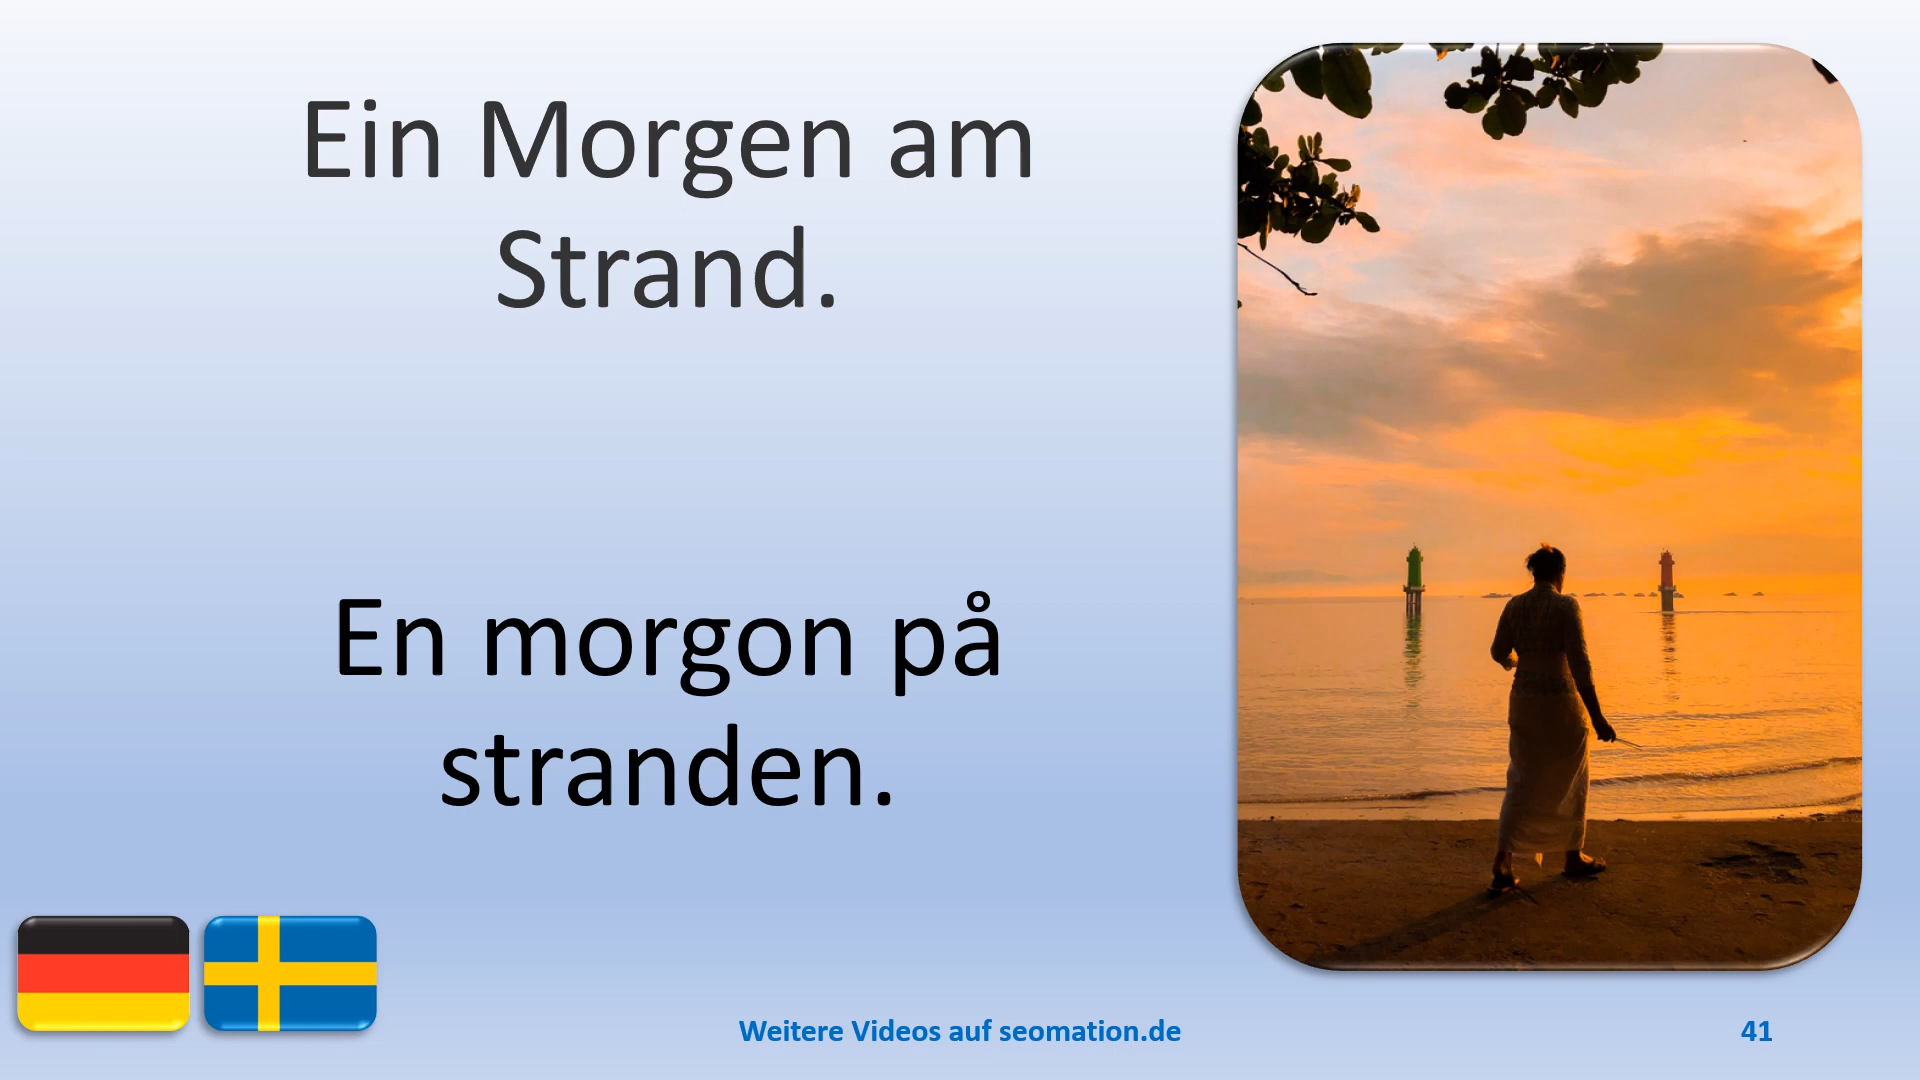 Ein Morgen am
Strand.
En morgon på
stranden.
Weitere Videos auf seomation.de
41